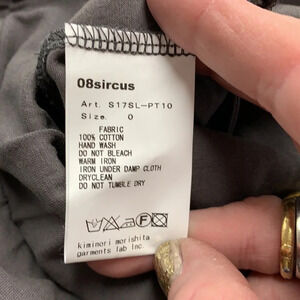 08sircus
Art. S17SL-PT10
Size. 0
FABRIC
100% COTTON
HAND WASH
DO NOT BLEACH
WARM IRON
IRON UNDER DAMP CLOTH
DRYCLEAN
DO NOT TUMBLE DRY
F
kiminori morishita
garments lab Inc.